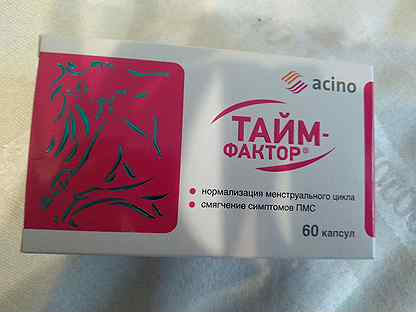 acino
ТАЙМ-
ФАКТОР®
• нормализация менструального цикла
• смягчение симптомов ПМС
60 капсул